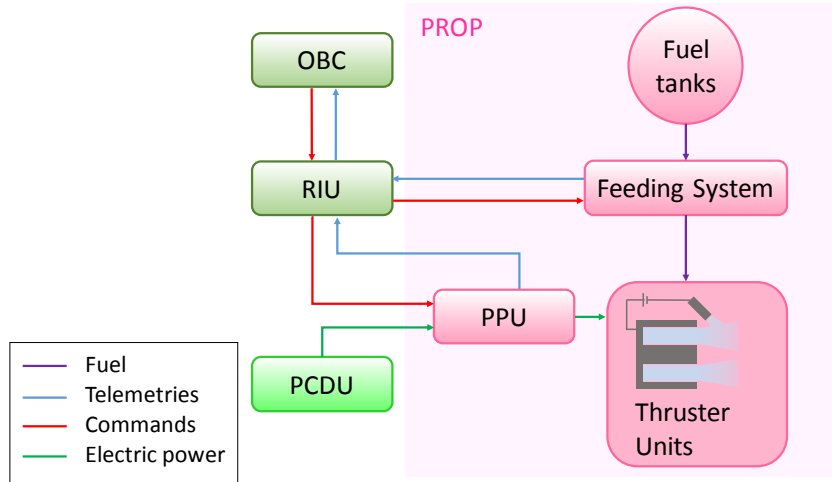 PROP
OBC
Fuel
tanks
RIU
Feeding System
PPU
PCDU
Thruster
Units
Fuel
Telemetries
Commands
Electric power